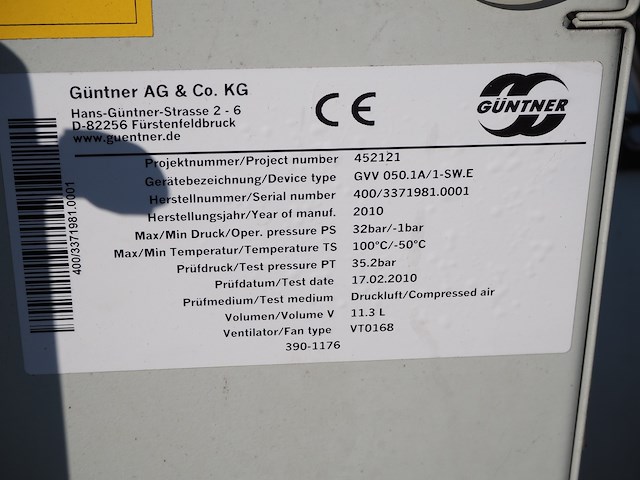 Güntner AG & Co. KG
Hans-Güntner-Strasse 2 - 6
D-82256 Fürstenfeldbruck
www.guentner.de
CE
GÜNTNER
Projektnummer/Project number 452121
Gerätebezeichnung/Device type GVV 050.1A/1-SW.E
Herstellnummer/Serial number 400/3371981.0001
Herstellungsjahr/Year of manuf. 2010
Max/Min Druck/Oper. pressure PS 32bar/-1bar
Max/Min Temperatur/Temperature TS 100°C/-50°C
Prüfdruck/Test pressure PT 35.2bar
Prüfdatum/Test date 17.02.2010
Prüfmedium/Test medium Druckluft/Compressed air
Volumen/Volume V 11.3 L
Ventilator/Fan type VT0168
390-1176
400/3371981.0001